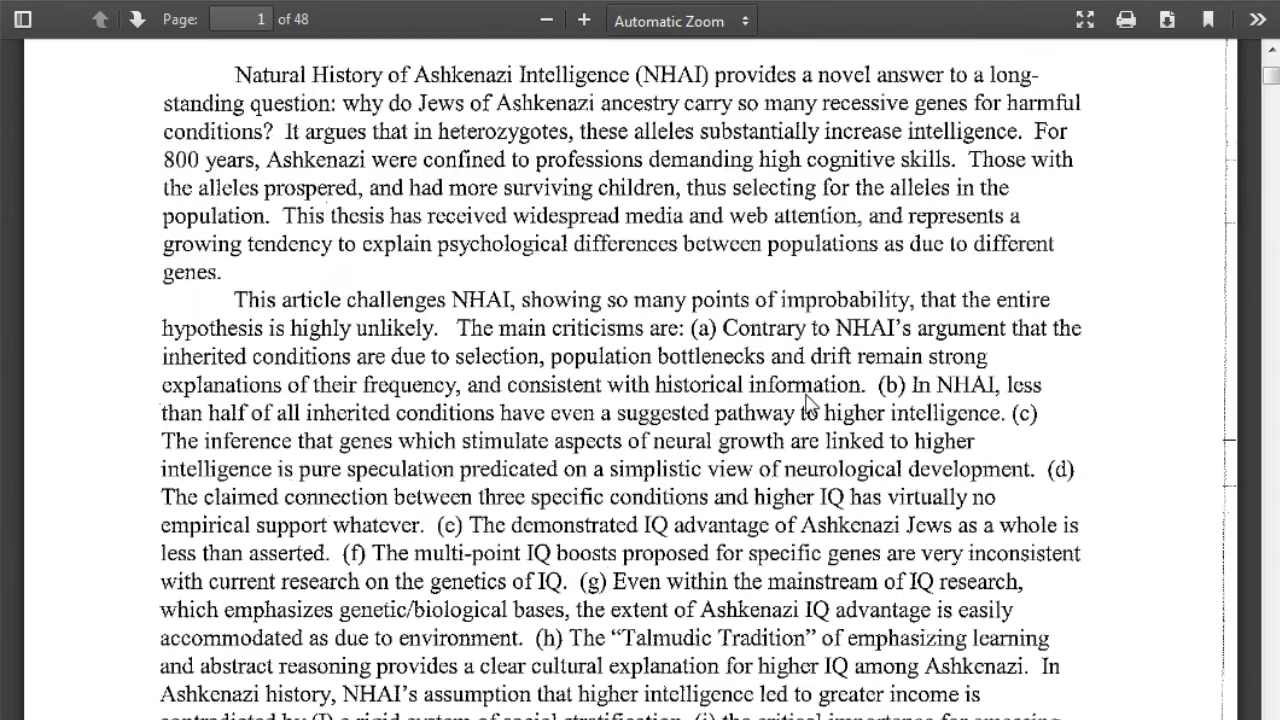 Page: 1 of 48 Automatic Zoom
Natural History of Ashkenazi Intelligence (NHAI) provides a novel answer to a long-
standing question: why do Jews of Ashkenazi ancestry carry so many recessive genes for harmful
conditions? It argues that in heterozygotes, these alleles substantially increase intelligence. For
800 years, Ashkenazi were confined to professions demanding high cognitive skills. Those with
the alleles prospered, and had more surviving children, thus selecting for the alleles in the
population. This thesis has received widespread media and web attention, and represents a
growing tendency to explain psychological differences between populations as due to different
genes.
This article challenges NHAI, showing so many points of improbability, that the entire
hypothesis is highly unlikely. The main criticisms are: (a) Contrary to NHAI's argument that the
inherited conditions are due to selection, population bottlenecks and drift remain strong
explanations of their frequency, and consistent with historical information. (b) In NHAI, less
than half of all inherited conditions have even a suggested pathway to higher intelligence. (c)
The inference that genes which stimulate aspects of neural growth are linked to higher
intelligence is pure speculation predicated on a simplistic view of neurological development. (d)
The claimed connection between three specific conditions and higher IQ has virtually no
empirical support whatever. (e) The demonstrated IQ advantage of Ashkenazi Jews as a whole is
less than asserted. (f) The multi-point IQ boosts proposed for specific genes are very inconsistent
with current research on the genetics of IQ. (g) Even within the mainstream of IQ research,
which emphasizes genetic/biological bases, the extent of Ashkenazi IQ advantage is easily
accommodated as due to environment. (h) The “Talmudic Tradition” of emphasizing learning
and abstract reasoning provides a clear cultural explanation for higher IQ among Ashkenazi. In
Ashkenazi history, NHAI's assumption that higher intelligence led to greater income is
contradicted by (I) a rigid system of social stratification, (j) the critical importance for amassing